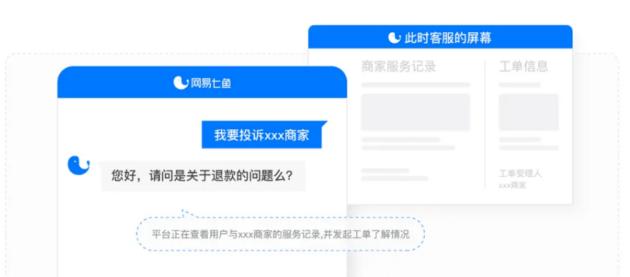 此时客服的屏幕
商家服务记录
工单信息
工单受理人
xxx商家
网易七鱼
我要投诉xxx商家
您好，请问是关于退款的问题么？
平台正在查看用户与xxx商家的服务记录,并发起工单了解情况